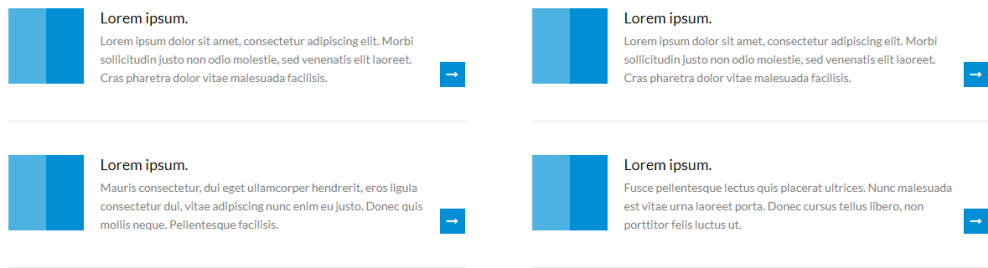 Lorem ipsum.
Lorem ipsum dolor sit amet, consectetur adipiscing elit. Morbi
sollicitudin justo non odio molestie, sed venenatis elit laoreet.
Cras pharetra dolor vitae malesuada facilisis.
Lorem ipsum.
Lorem ipsum dolor sit amet, consectetur adipiscing elit. Morbi
sollicitudin justo non odio molestie, sed venenatis elit laoreet.
Cras pharetra dolor vitae malesuada facilisis.
Lorem ipsum.
Mauris consectetur, dui eget ullamcorper hendrerit, eros ligula
consectetur dui, vitae adipiscing nunc enim eu justo. Donec quis
mollis neque. Pellentesque facilisis.
Lorem ipsum.
Fusce pellentesque lectus quis placerat ultrices. Nunc malesuada
est vitae urna laoreet porta. Donec cursus tellus libero, non
porttitor felis luctus ut.